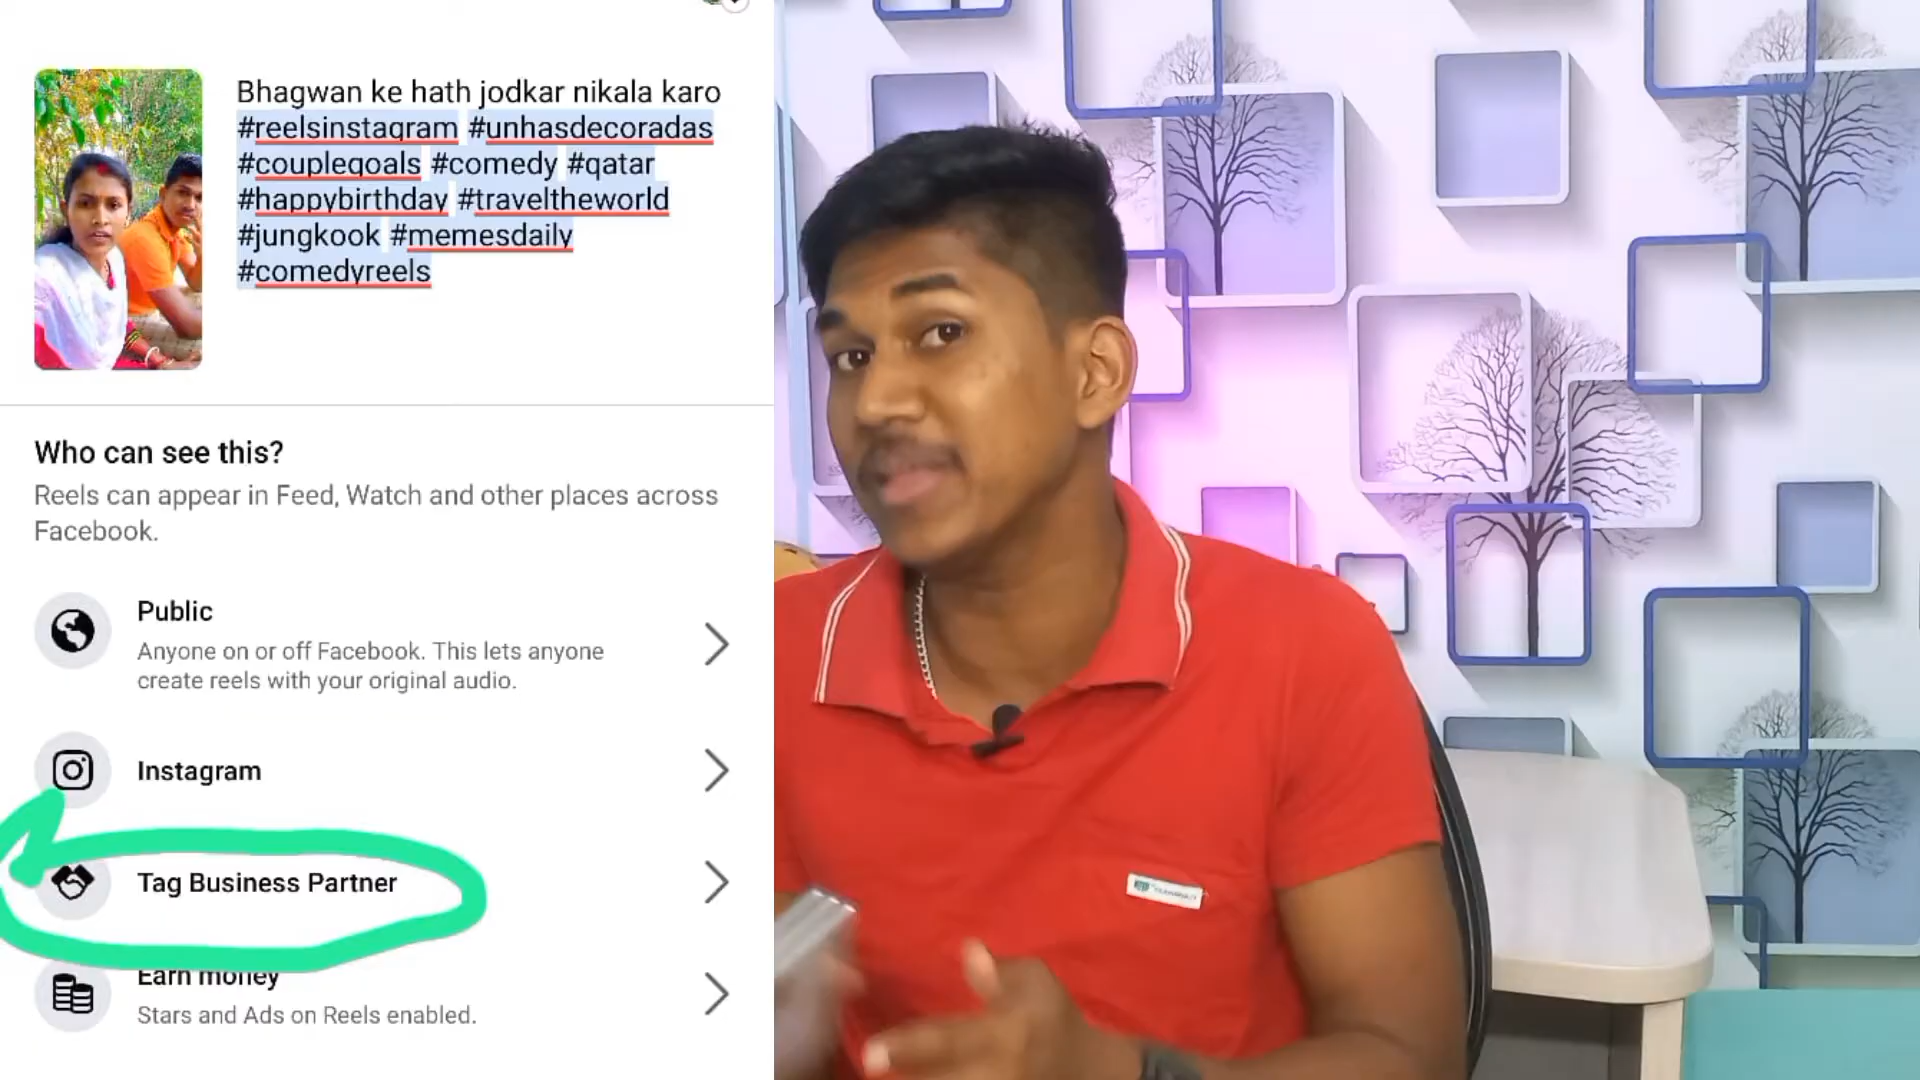 Bhagwan ke hath jodkar nikala karo
#reelsinstagram #unhasdecoradas
#couplegoals #comedy #qatar
#happybirthday #traveltheworld
#jungkook #memesdaily
#comedyreels
Who can see this?
Reels can appear in Feed, Watch and other places across
Facebook.
Public
Anyone on or off Facebook. This lets anyone
create reels with your original audio.
Instagram
Tag Business Partner
Earn money
Stars and Ads on Reels enabled.